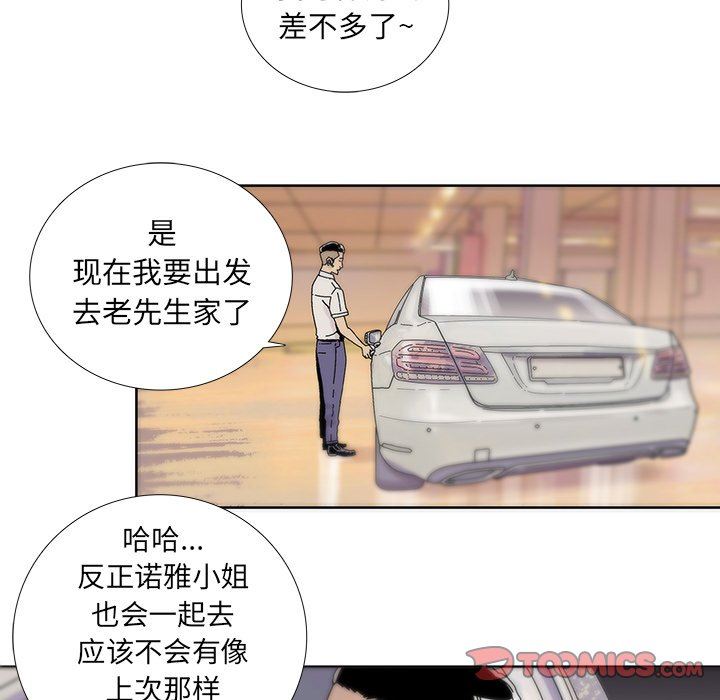 差不多了~
是
现在我要出发
去老先生家了
哈哈...
反正诺雅小姐
也会一起去
应该不会有像
上次那样
TOOMICS.COM